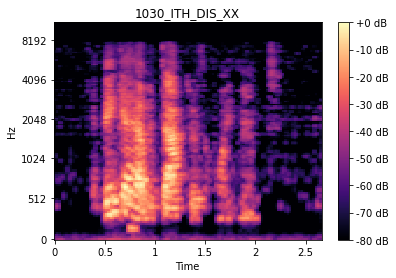 1030_ITH_DIS_XX
+0 dB
8192
-10 dB
4096
-20 dB
-30 dB
2048
Hz
-40 dB
1024
-50 dB
512
-60 dB
-70 dB
0
-80 dB
0 0.5 1 1.5 2 2.5
Time